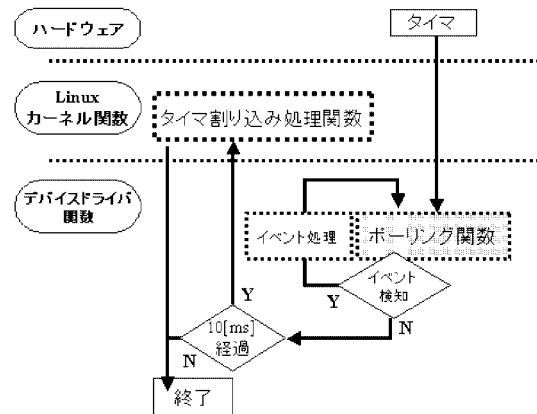 ハードウェア
タイマ
Linux
カーネル関数
タイマ割り込み処理関数
デバイスドライバ
関数
イベント処理
ポーリング関数
イベント
検知
Y
N
Y
10[ms]
経過
N
終了